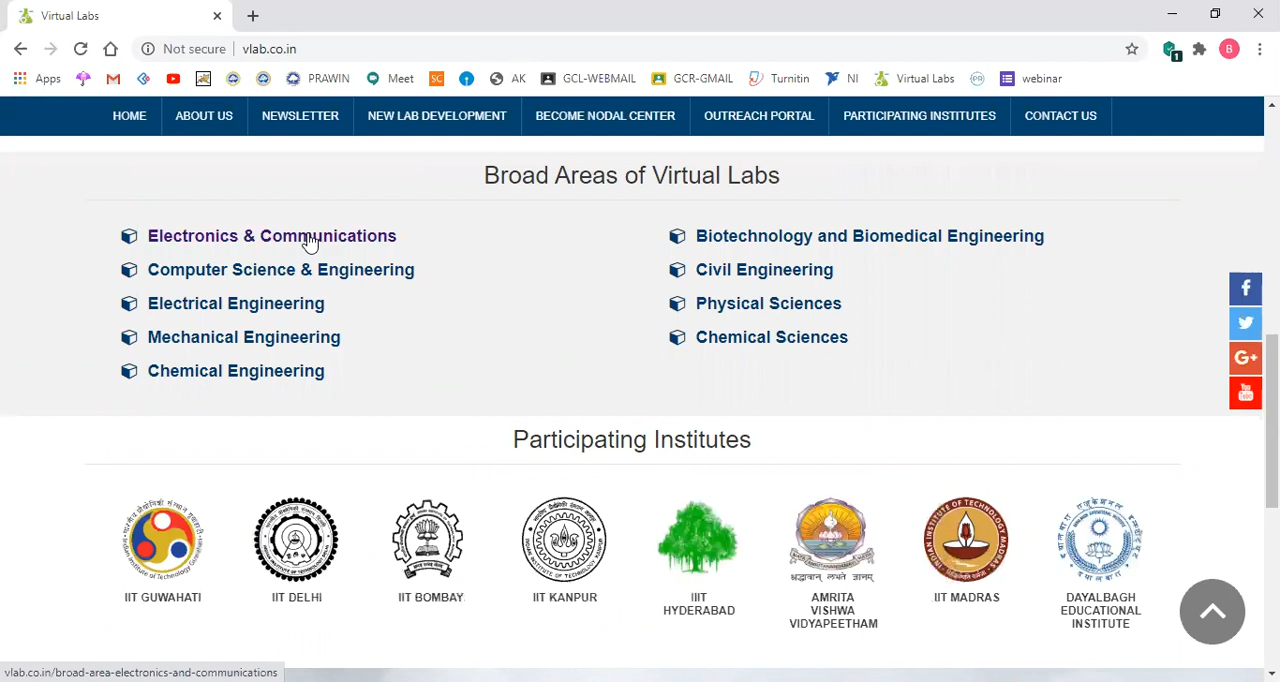 Virtual Labs
Not secure
vlab.co.in
1
B
Apps
PRAWIN
Meet
SC
AK
GCL-WEBMAIL
GCR-GMAIL
Turnitin
NI
Virtual Labs
webinar
HOME
ABOUT US
NEWSLETTER
NEW LAB DEVELOPMENT
BECOME NODAL CENTER
OUTREACH PORTAL
PARTICIPATING INSTITUTES
CONTACT US
Broad Areas of Virtual Labs
Electronics & Communications
Computer Science & Engineering
Electrical Engineering
Mechanical Engineering
Chemical Engineering
Biotechnology and Biomedical Engineering
Civil Engineering
Physical Sciences
Chemical Sciences
Participating Institutes
IIT GUWAHATI
IIT DELHI
IIT BOMBAY
IIT KANPUR
IIIT
HYDERABAD
AMRITA
VISHWA
VIDYAPEETHAM
IIT MADRAS
DAYALBAGH
EDUCATIONAL
INSTITUTE
vlab.co.in/broad-area-electronics-and-communications